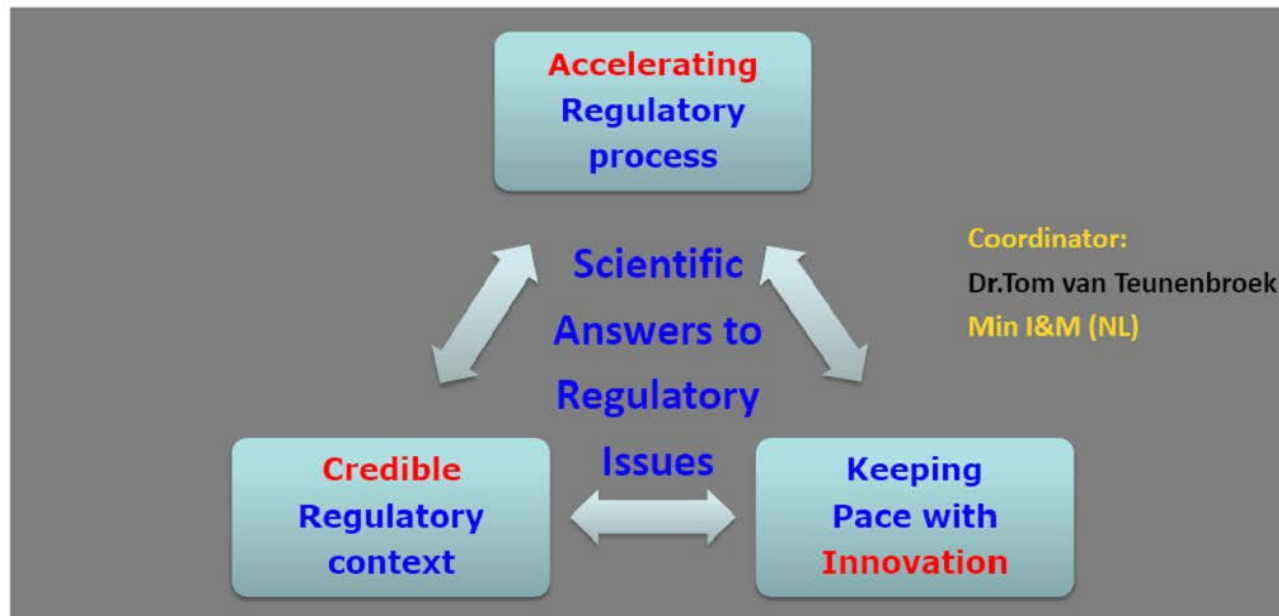 Accelerating
Regulatory
process
Scientific
Answers to
Regulatory
Issues
Coordinator:
Dr.Tom van Teunenbroek
Min I&M (NL)
Credible
Regulatory
context
Keeping
Pace with
Innovation